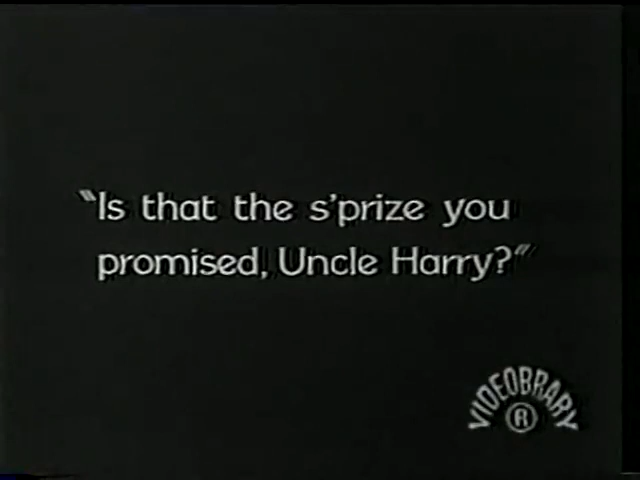 “Is that the s’prize you
promised, Uncle Harry?”
VIDEOBRARY
®